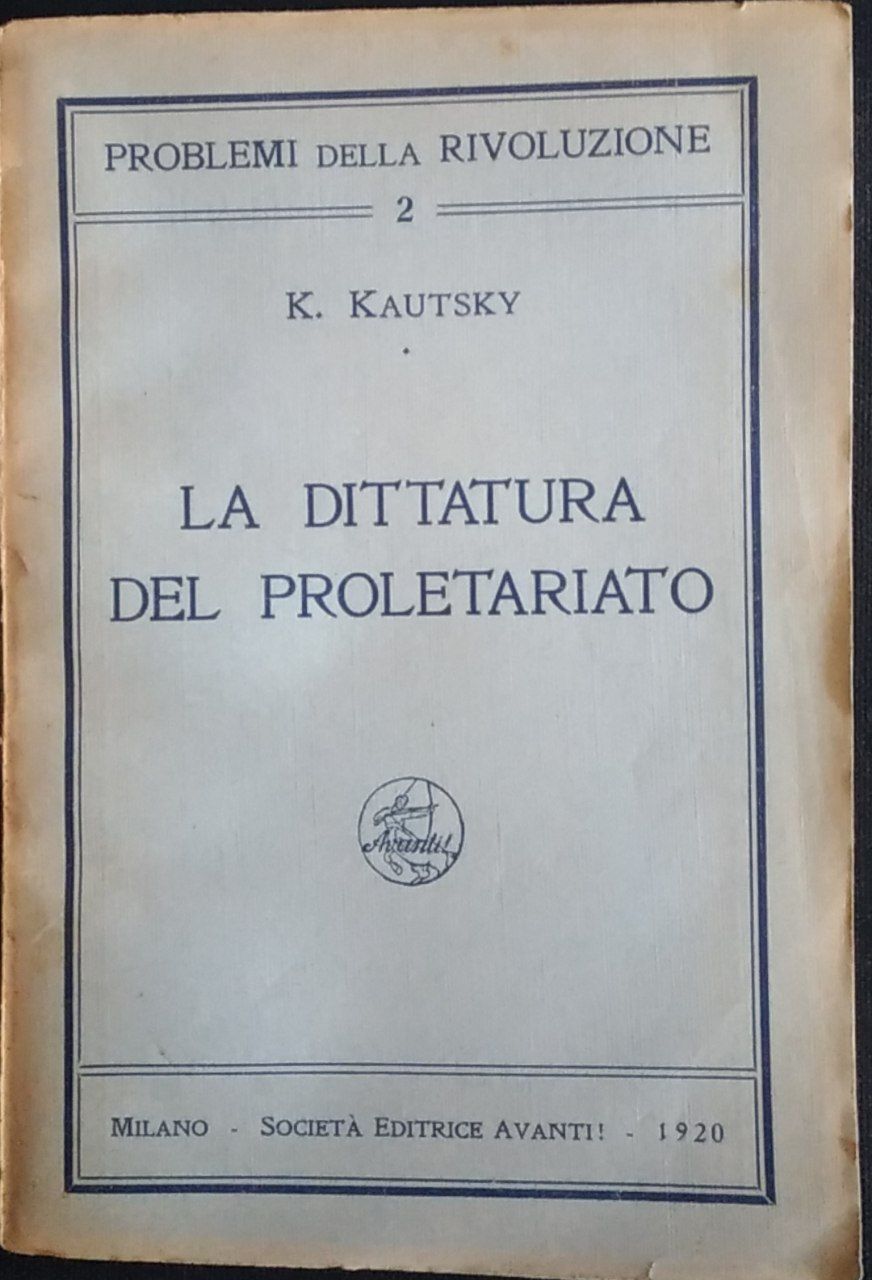 PROBLEMI DELLA RIVOLUZIONE
2
K. KAUTSKY
LA DITTATURA
DEL PROLETARIATO
Avanti!
MILANO - SOCIETÀ EDITRICE AVANTI! - 1920